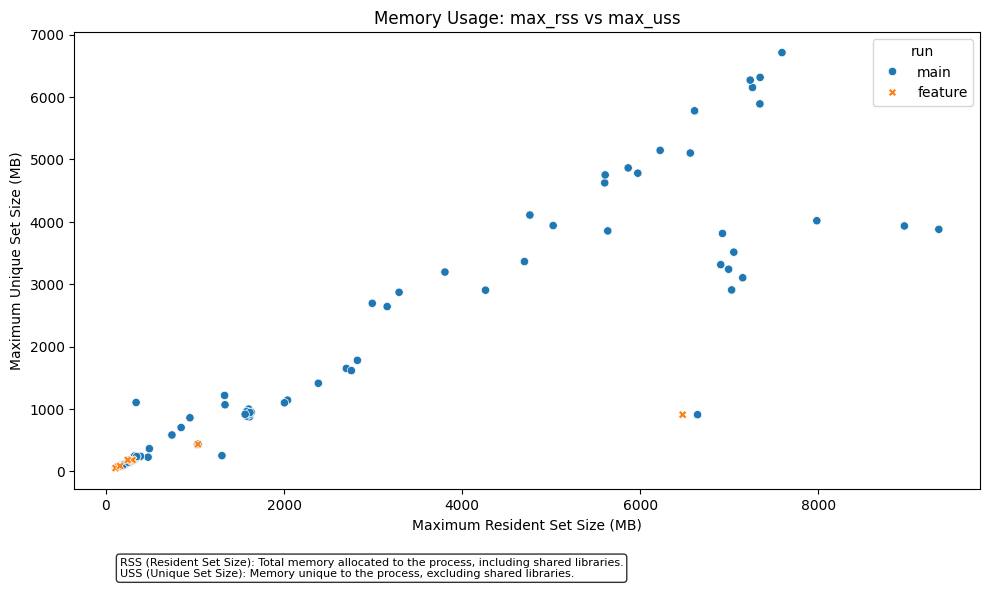 Memory Usage: max_rss vs max_uss
7000
6000
5000
4000
3000
2000
1000
0
Maximum Unique Set Size (MB)
run
main
feature
0
2000
4000
6000
8000
Maximum Resident Set Size (MB)
RSS (Resident Set Size): Total memory allocated to the process, including shared libraries.
USS (Unique Set Size): Memory unique to the process, excluding shared libraries.